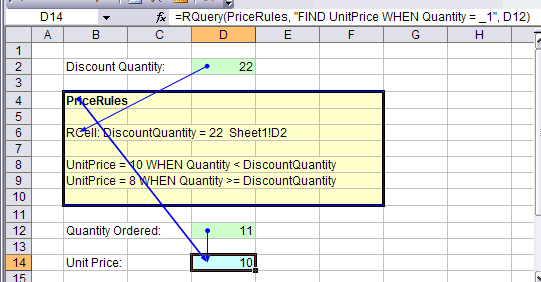 D14 fx =RQuery(PriceRules, "FIND UnitPrice WHEN Quantity = _1", D12)
A B C D E F G H
1
2 Discount Quantity: 22
3
4 PriceRules
5
6 RCell: DiscountQuantity = 22 Sheet1!D2
7
8 UnitPrice = 10 WHEN Quantity < DiscountQuantity
9 UnitPrice = 8 WHEN Quantity >= DiscountQuantity
10
11
12 Quantity Ordered: 11
13
14 Unit Price: 10
15